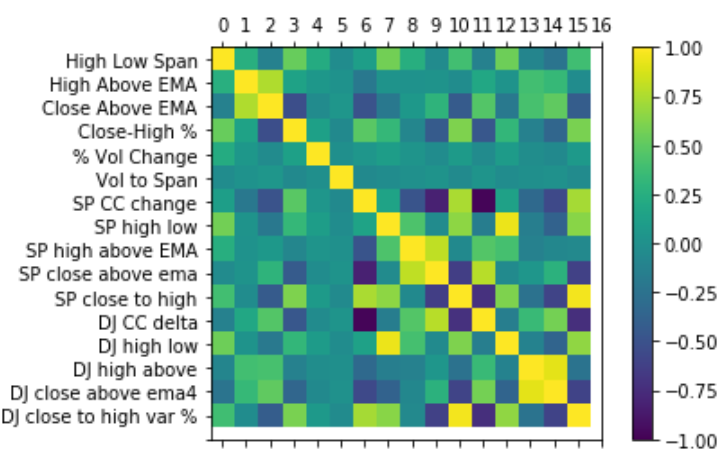 0 1 2 3 4 5 6 7 8 9 10 11 12 13 14 15 16
High Low Span
High Above EMA
Close Above EMA
Close-High %
% Vol Change
Vol to Span
SP CC change
SP high low
SP high above EMA
SP close above ema
SP close to high
DJ CC delta
DJ high low
DJ high above
DJ close above ema4
DJ close to high var %
1.00
0.75
0.50
0.25
0.00
−0.25
−0.50
−0.75
−1.00